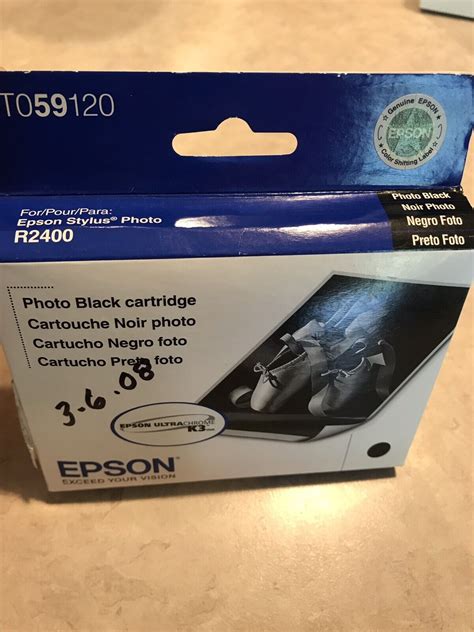 T059120
Genuine EPSON
EPSON
Color Shifting Label
Photo Black
Noir Photo
Negro Foto
Preto Foto
For/Pour/Para:
Epson Stylus® Photo
R2400
Photo Black cartridge
Cartouche Noir photo
Cartucho Negro foto
Cartucho Preto foto
3.6.08
EPSON ULTRACHROME
K3
EPSON
EXCEED YOUR VISION